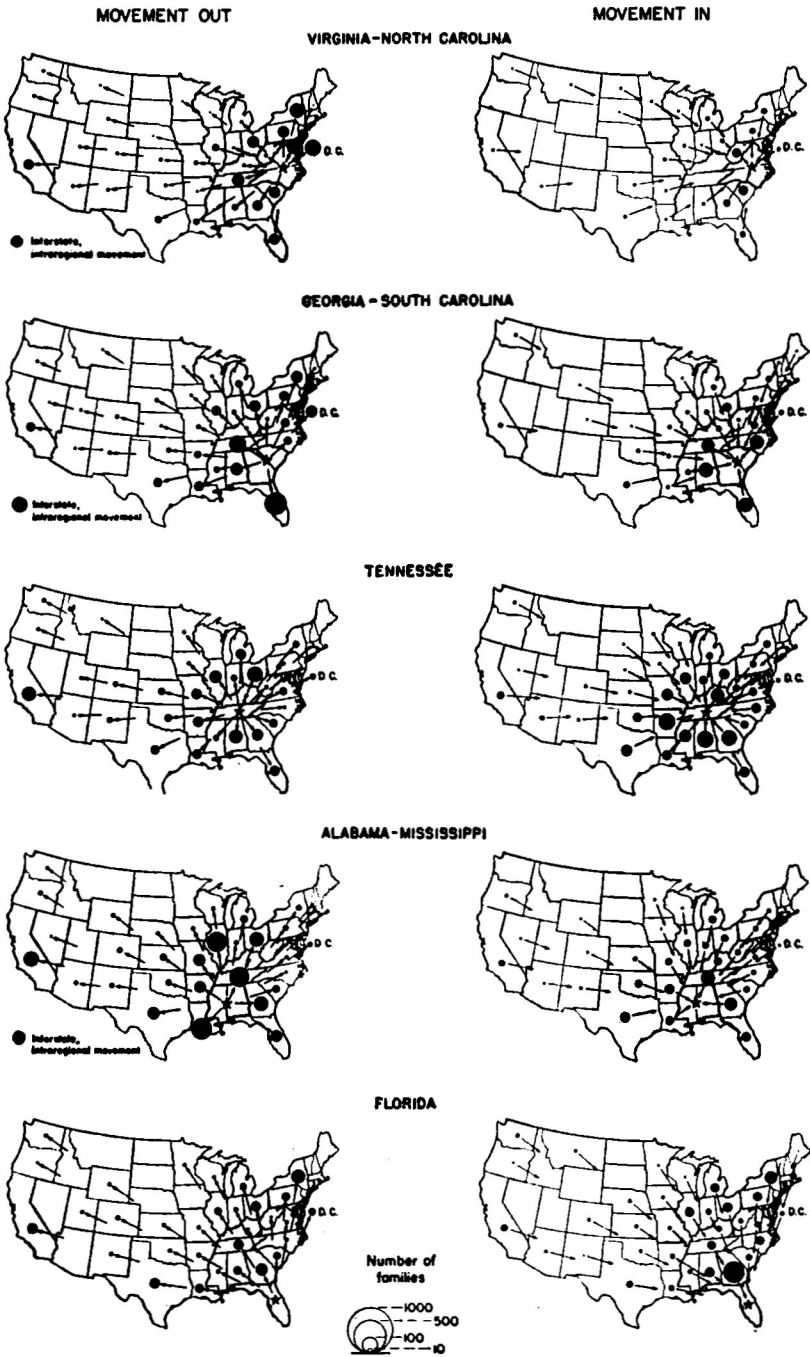 MOVEMENT OUT
MOVEMENT IN
VIRGINIA-NORTH CAROLINA
D.C.
D.C.
Interstate,
intraregional movement
GEORGIA-SOUTH CAROLINA
D.C.
D.C.
Interstate,
intraregional movement
TENNESSEE
D.C.
D.C.
ALABAMA-MISSISSIPPI
D.C.
D.C.
Interstate,
intraregional movement
FLORIDA
D.C.
D.C.
Number of
families
1000
500
100
10